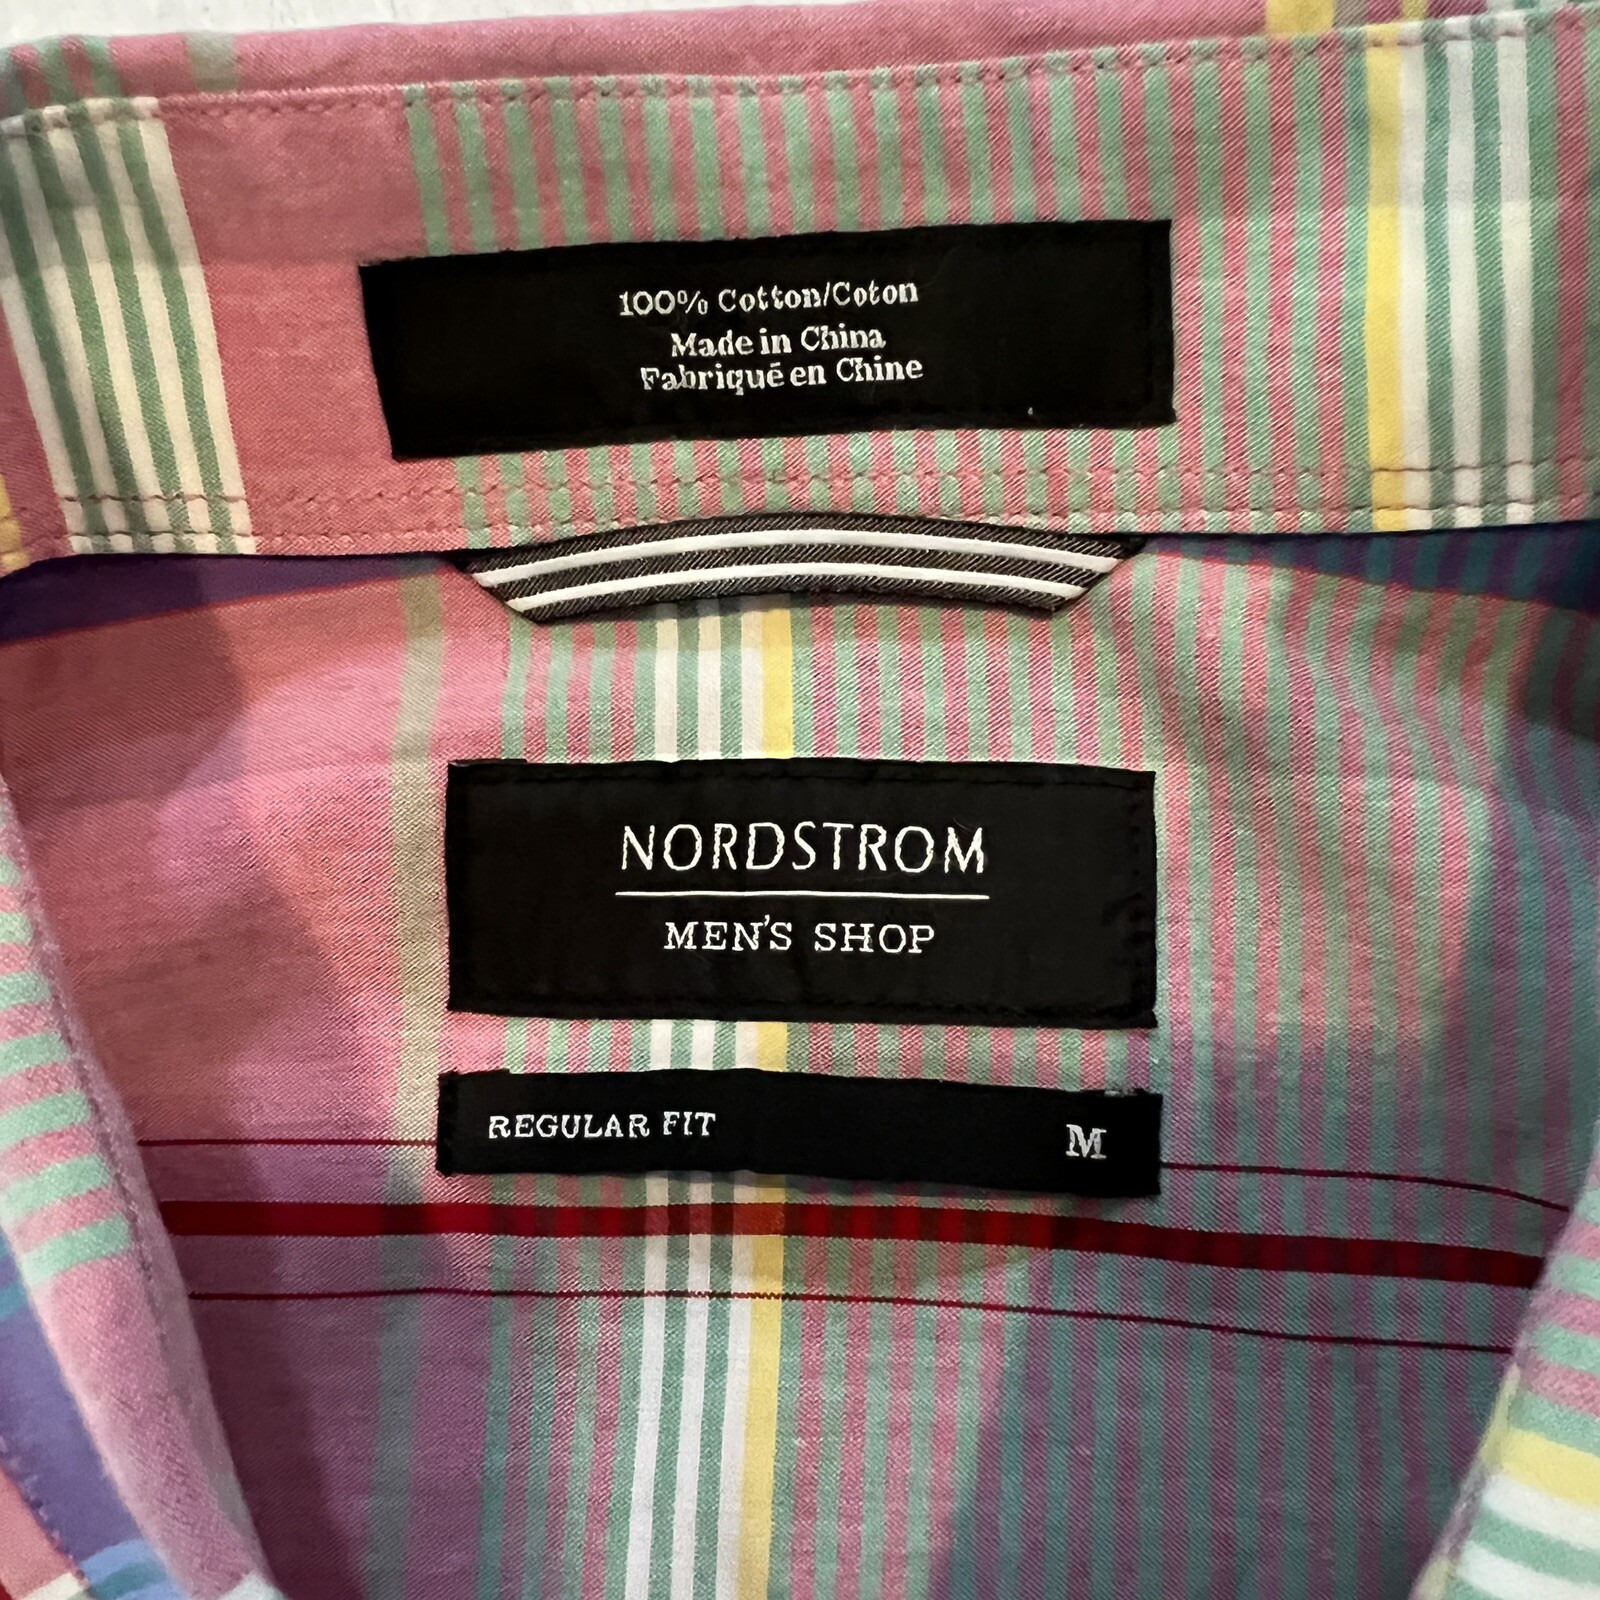 100% Cotton/Coton
Made in China
Fabriqué en Chine
NORDSTROM
MEN'S SHOP
REGULAR FIT M